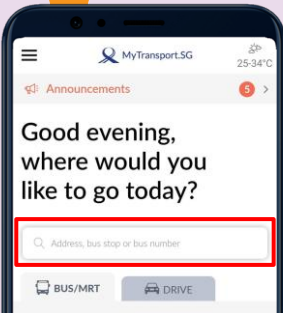 MyTransport.SG
25-34°C
Announcements
5
Good evening,
where would you
like to go today?
Address, bus stop or bus number
BUS/MRT
DRIVE